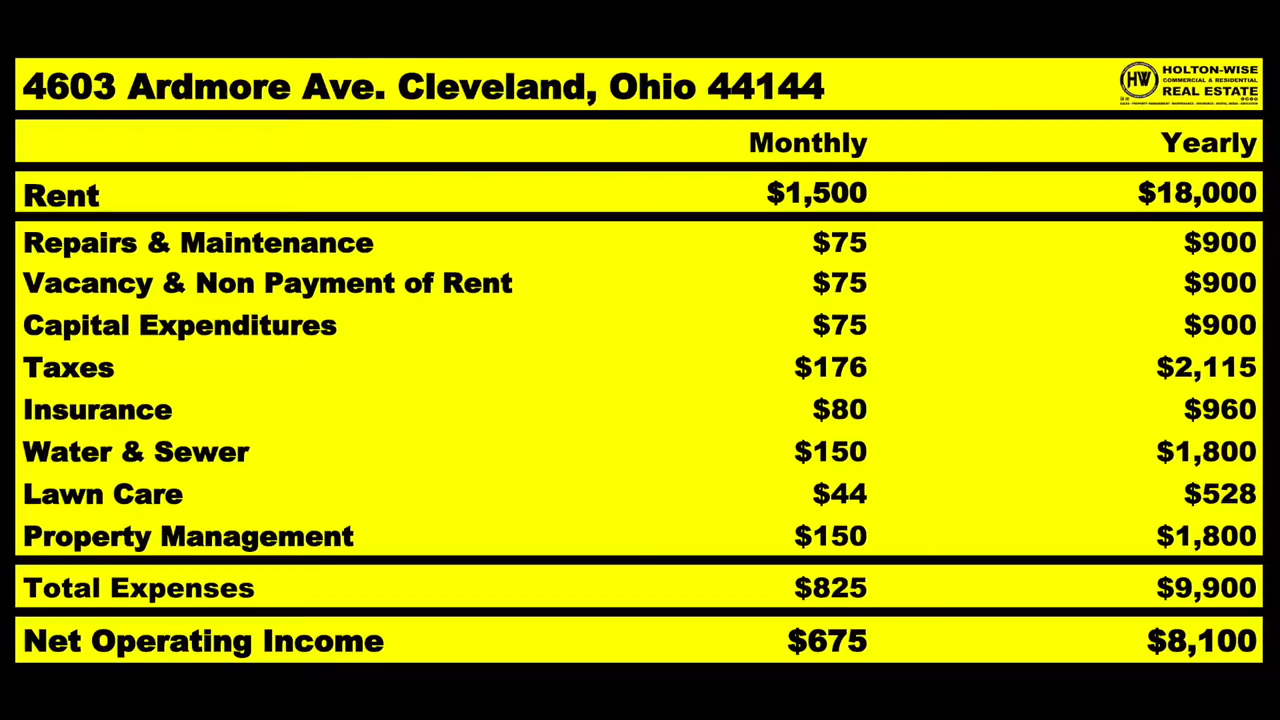 4603 Ardmore Ave. Cleveland, Ohio 44144
HW
HOLTON-WISE
COMMERCIAL & RESIDENTIAL
REAL ESTATE
Monthly Yearly
Rent $1,500 $18,000
Repairs & Maintenance $75 $900
Vacancy & Non Payment of Rent $75 $900
Capital Expenditures $75 $900
Taxes $176 $2,115
Insurance $80 $960
Water & Sewer $150 $1,800
Lawn Care $44 $528
Property Management $150 $1,800
Total Expenses $825 $9,900
Net Operating Income $675 $8,100